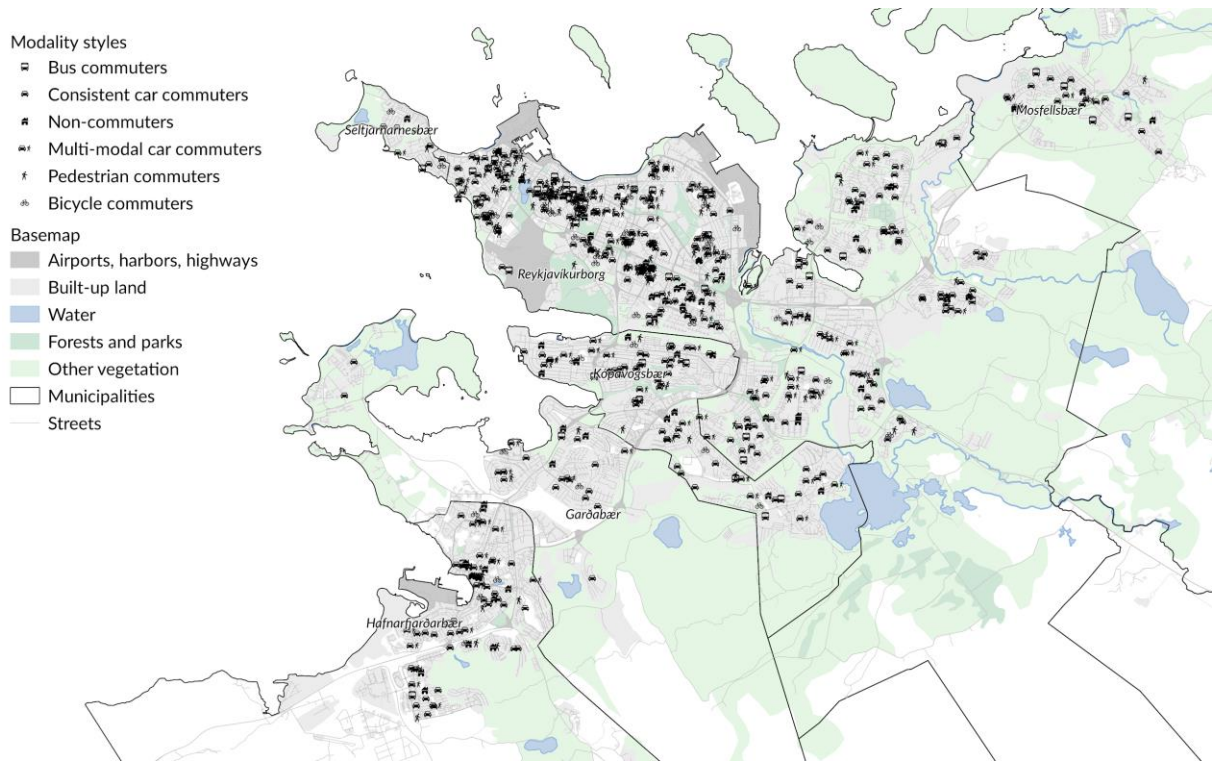 Modality styles
Bus commuters
Consistent car commuters
Non-commuters
Multi-modal car commuters
Pedestrian commuters
Bicycle commuters
Basemap
Airports, harbors, highways
Built-up land
Water
Forests and parks
Other vegetation
Municipalities
Streets
Mosfellsbær
Seltjarnarnesbær
Reykjavíkurborg
Kópavogsbær
Garðabær
Hafnarfjarðarbær